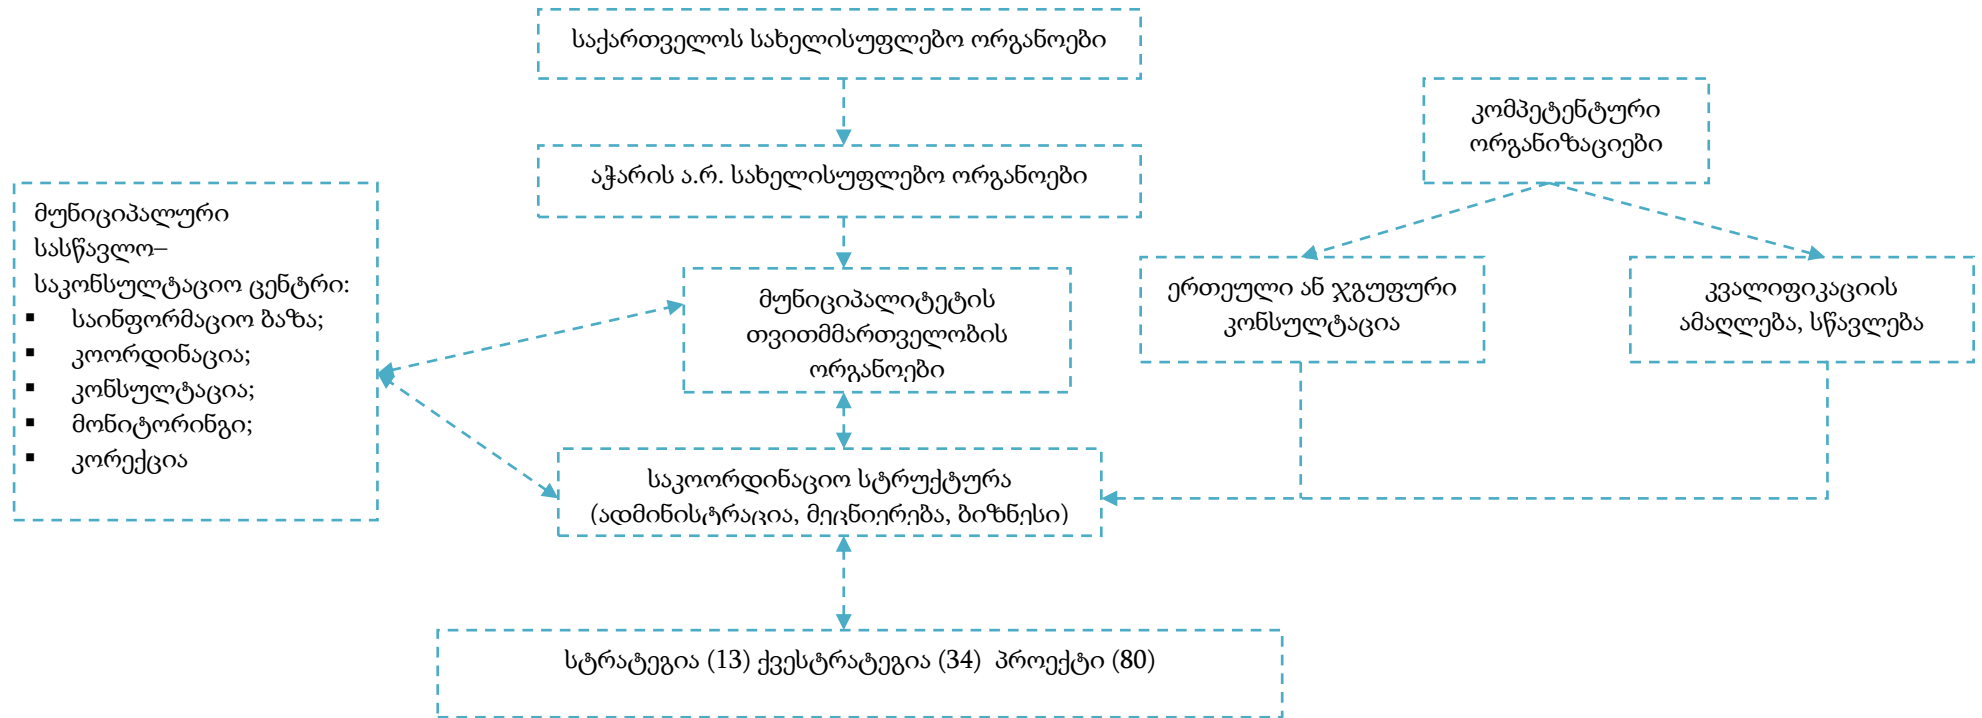 საქართველოს სახელისუფლებო ორგანოები
აჭარის ა.რ. სახელისუფლებო ორგანოები
კომპეტენტური
ორგანიზაციები
მუნიციპალური
სასწავლო–
საკონსულტაციო ცენტრი:
▪ საინფორმაციო ბაზა;
▪ კოორდინაცია;
▪ კონსულტაცია;
▪ მონიტორინგი;
▪ კორექცია
მუნიციპალიტეტის
თვითმმართველობის
ორგანოები
ერთეული ან ჯგუფური
კონსულტაცია
კვალიფიკაციის
ამაღლება, სწავლება
საკოორდინაციო სტრუქტურა
(ადმინისტრაცია, მეცნიერება, ბიზნესი)
სტრატეგია (13) ქვესტრატეგია (34) პროექტი (80)